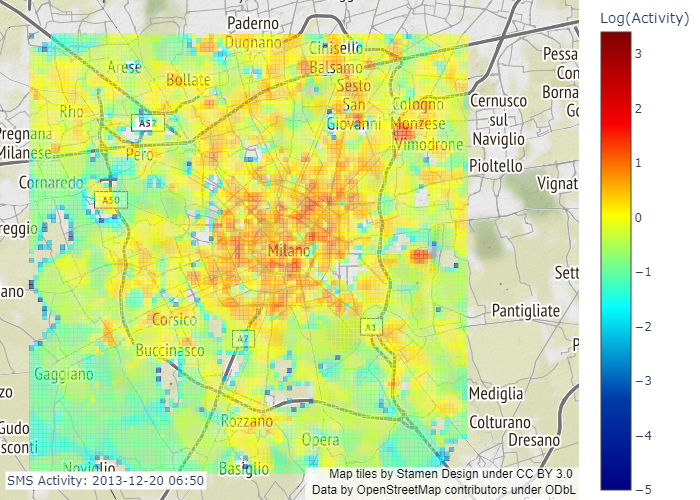 Paderno
Dugnano
Cinisello
Balsamo
Arese
Bollate
Sesto
San
Giovanni
Rho
Cologno
Monzese
Vimodrone
Cernusco
sul
Naviglio
Pioltello
A52
Pero
Pregnana
Milanese
Cornaredo
A50
Vignat
reggio
Milano
Sett
ano
Pantigliate
Corsico
A7
A1
Buccinasco
Gaggiano
Mediglia
Rozzano
Colturano
Dresano
Opera
Gudo
sconti
Noviglio
Basiglio
Pessa
Con
Borna
Go
P
zo
SMS Activity: 2013-12-20 06:50
Map tiles by Stamen Design under CC BY 3.0
Data by OpenStreetMap contributors under ODbL
Log(Activity)
3
2
1
0
−1
−2
−3
−4
−5